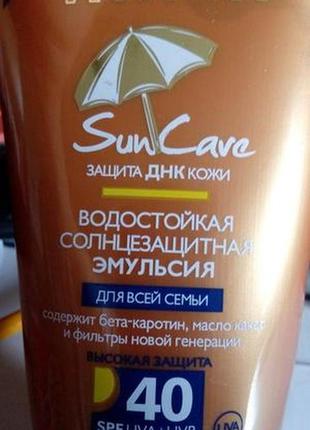 Sun Care
ЗАЩИТА ДНК КОЖИ
ВОДОСТОЙКАЯ
СОЛНЦЕЗАЩИТНАЯ
ЭМУЛЬСИЯ
ДЛЯ ВСЕЙ СЕМЬИ
содержит бета-каротин, масло какао
и фильтры новой генерации
ВЫСОКАЯ ЗАЩИТА
40
SPF UVA + UVB
UVA